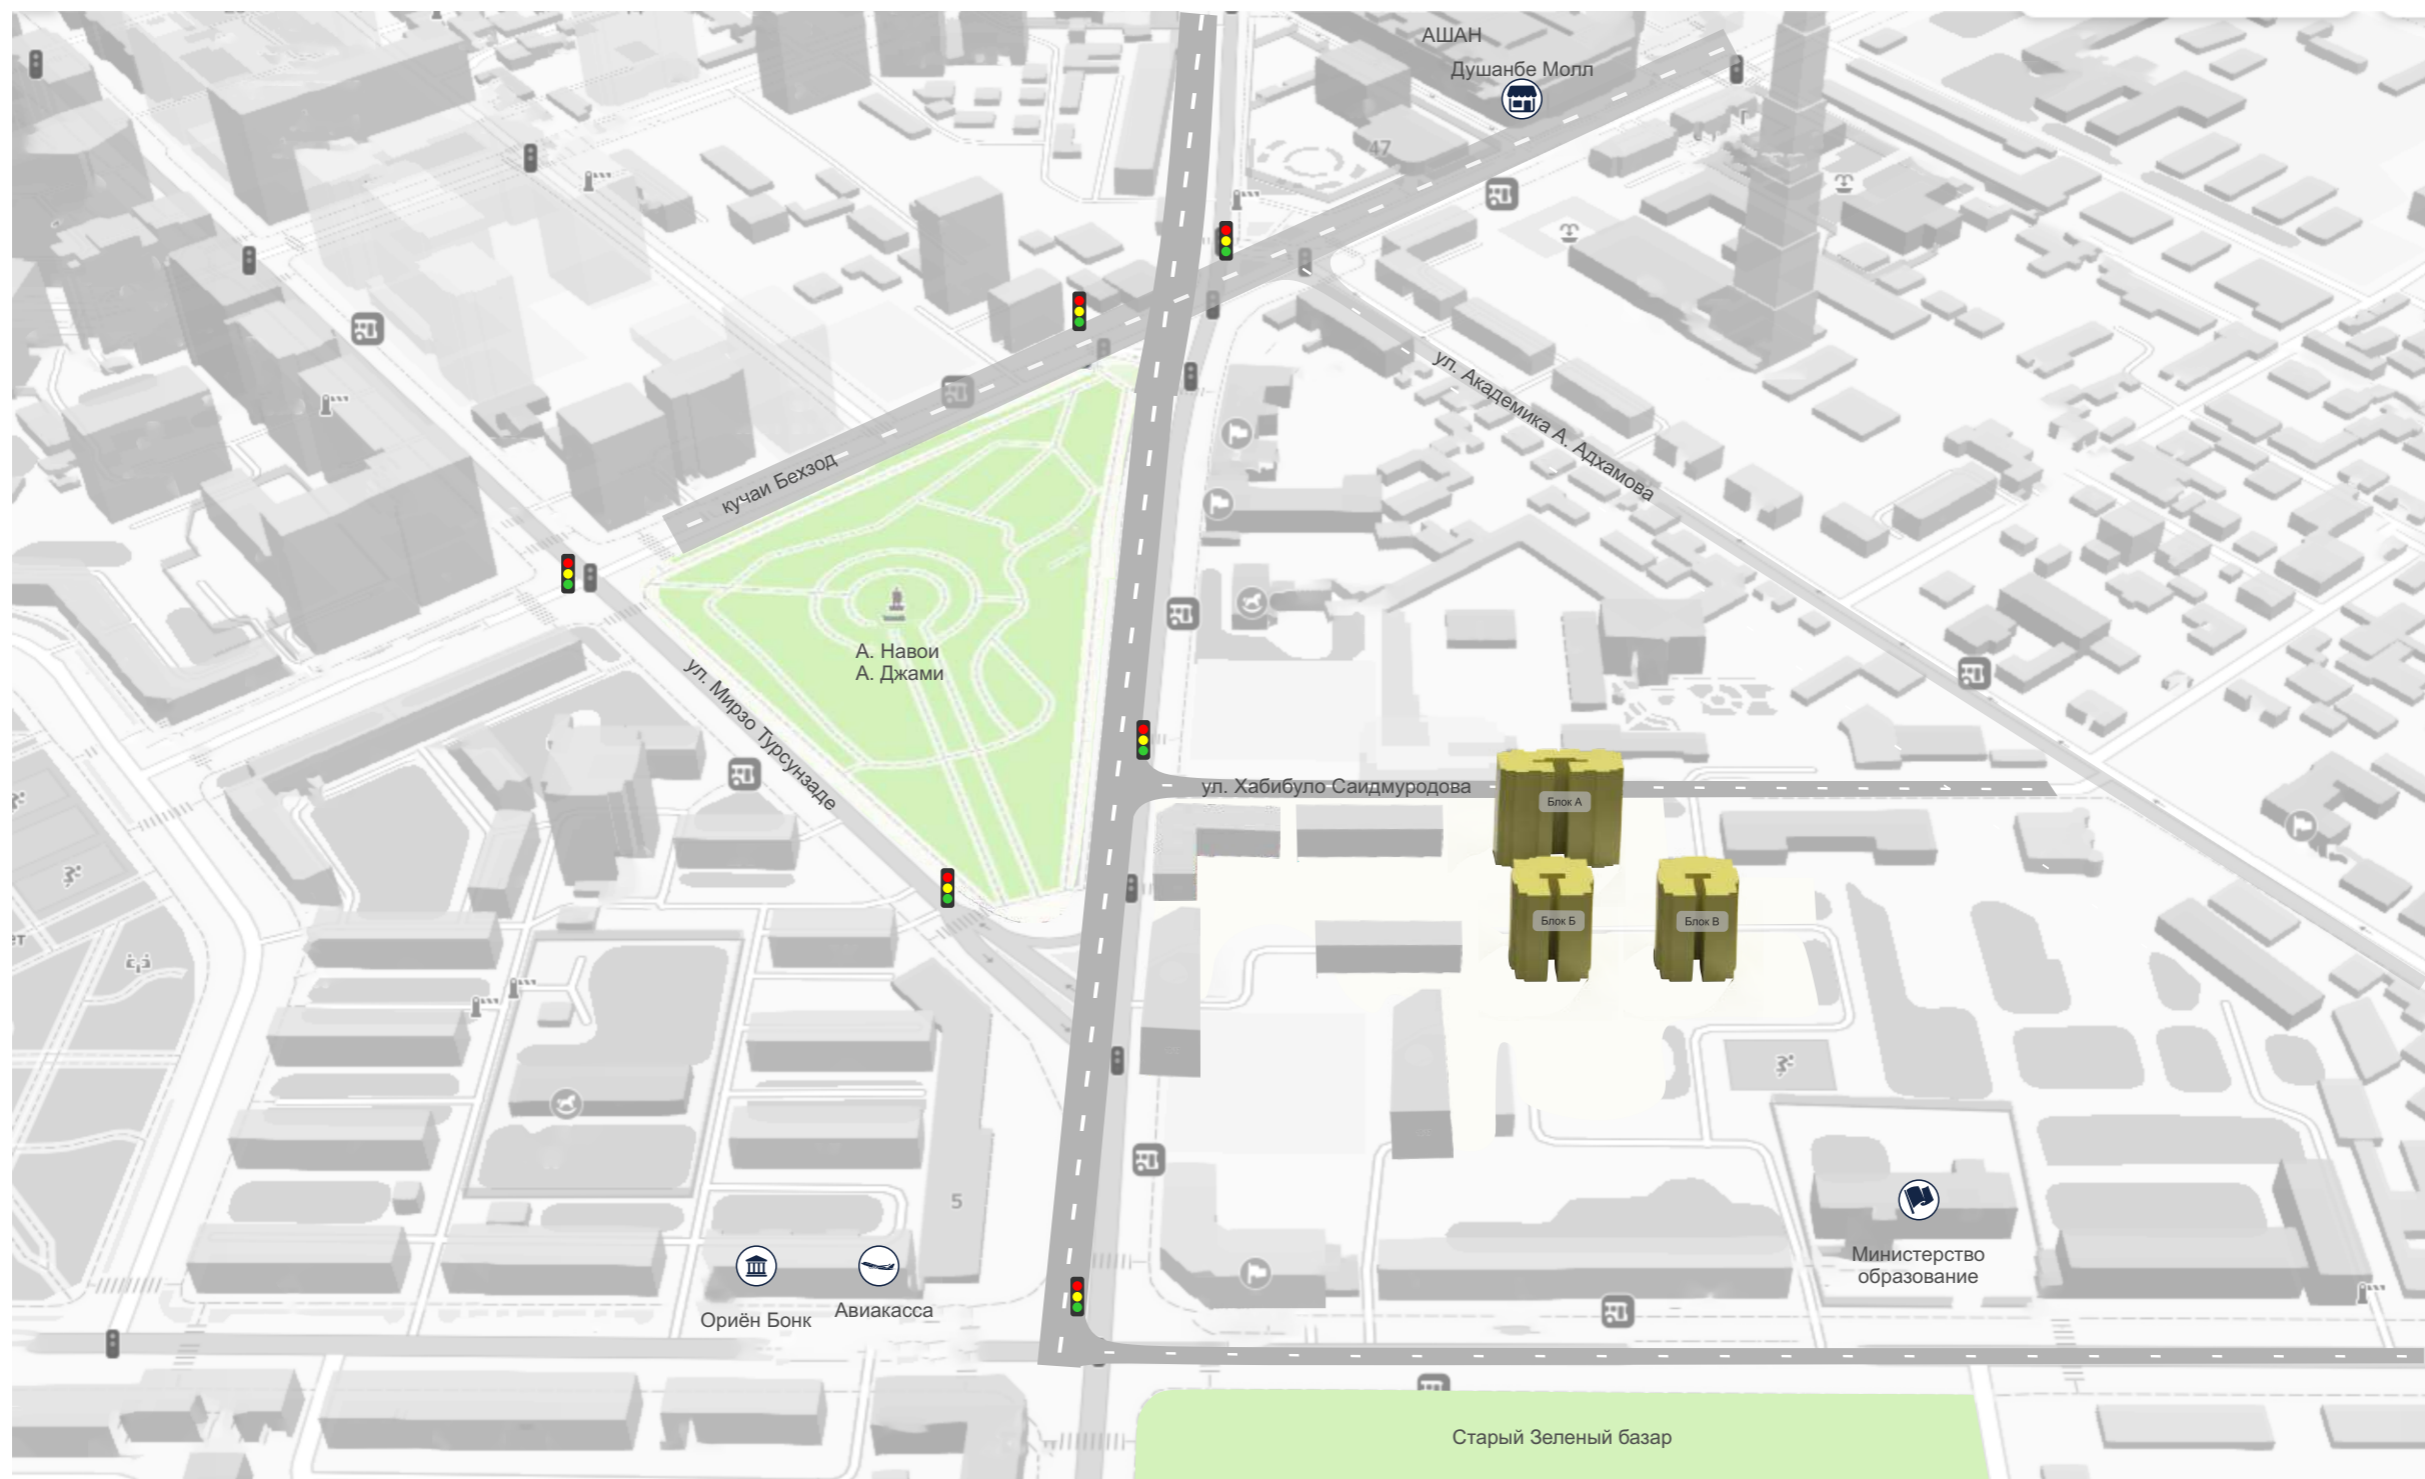 АШАН
Душанбе Молл
47
ул. Академика А. Адхамова
кучаи Бехзод
А. Навои
А. Джами
ул. Мирзо Турсунзаде
ул. Хабибуло Саидмуродова
Блок А
Блок Б
Блок В
5
Министерство
образование
Ориён Бонк
Авиакасса
Старый Зеленый базар